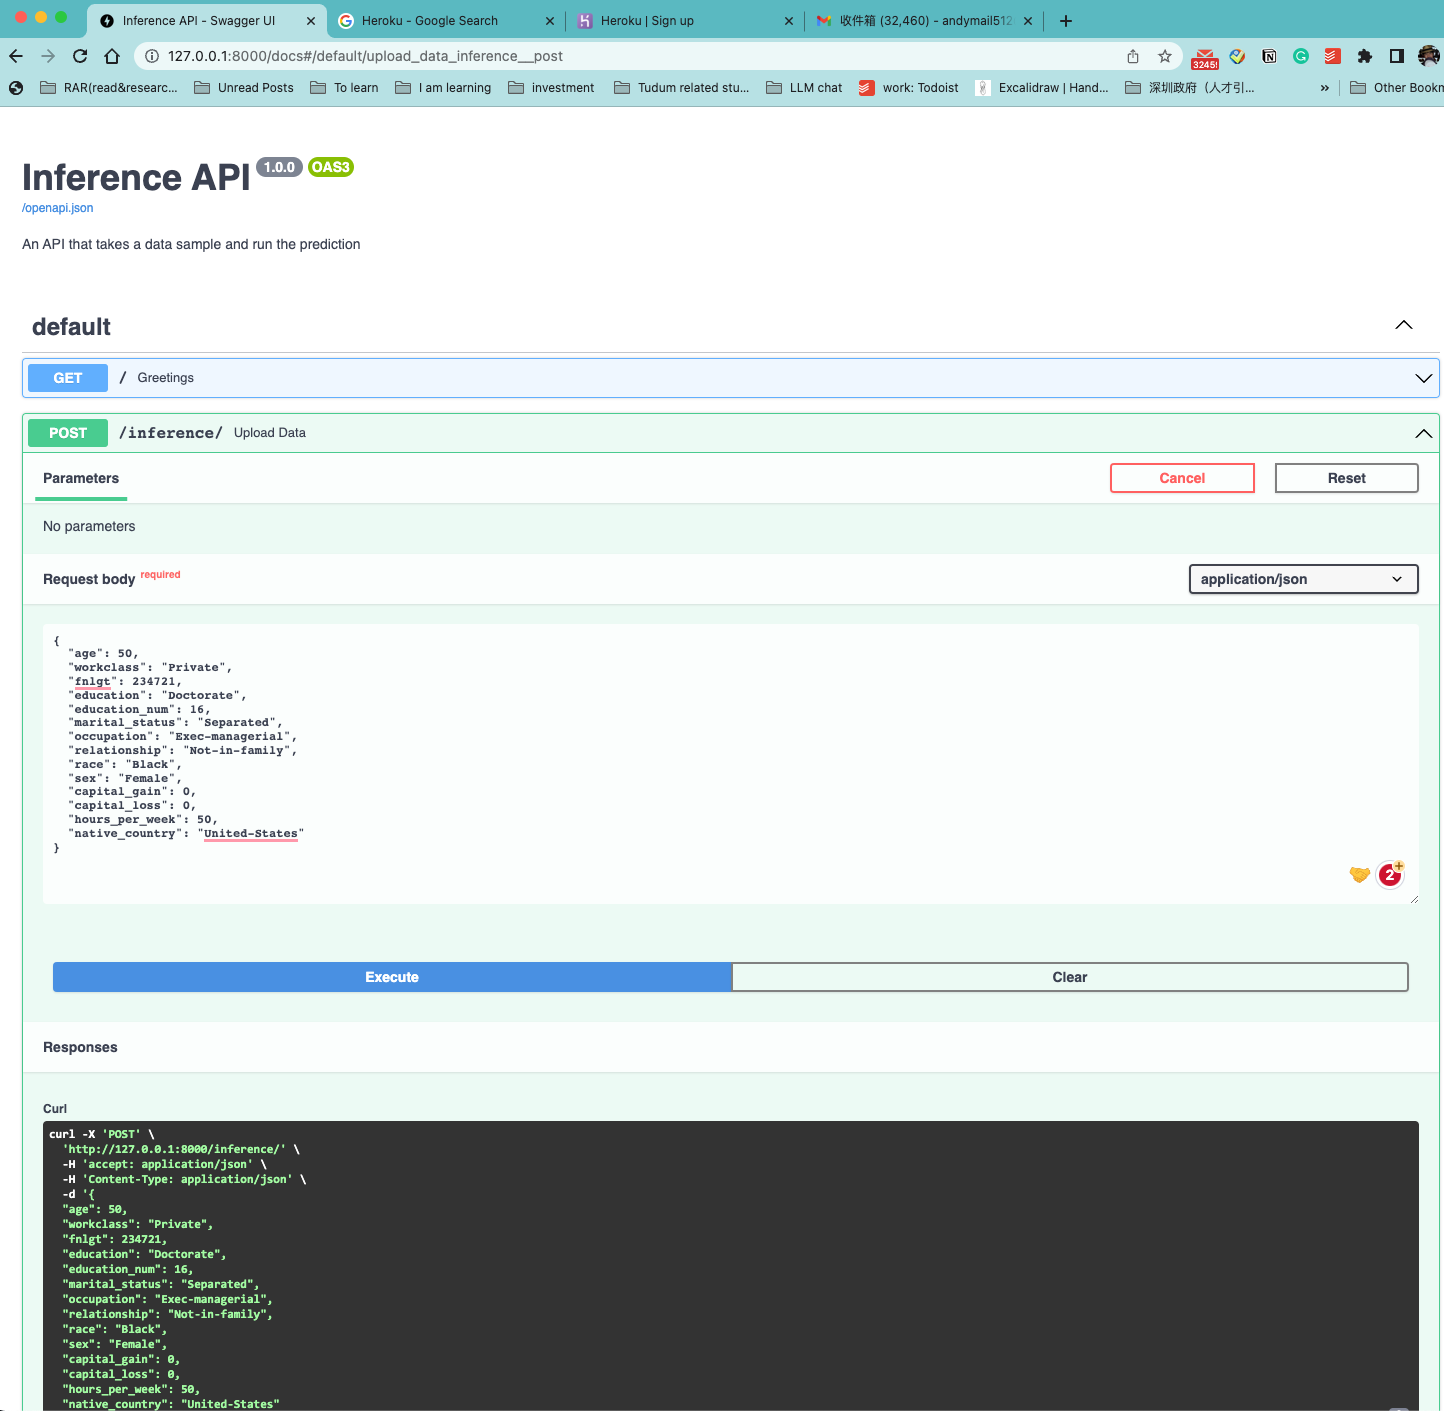 Inference API - Swagger UI
Heroku - Google Search
Heroku | Sign up
收件箱 (32,460) - andymail512
127.0.0.1:8000/docs#/default/upload_data_inference__post
3245!
RAR(read&researc...
Unread Posts
To learn
I am learning
investment
Tudum related stu...
LLM chat
work: Todoist
Excalidraw | Hand...
深圳政府（人才引...
»
Other Bookm
Inference API 1.0.0 OAS3
/openapi.json
An API that takes a data sample and run the prediction
default
GET / Greetings
POST /inference/ Upload Data
Parameters
Cancel
Reset
No parameters
Request body required
application/json
{
"age": 50,
"workclass": "Private",
"fnlgt": 234721,
"education": "Doctorate",
"education_num": 16,
"marital_status": "Separated",
"occupation": "Exec-managerial",
"relationship": "Not-in-family",
"race": "Black",
"sex": "Female",
"capital_gain": 0,
"capital_loss": 0,
"hours_per_week": 50,
"native_country": "United-States"
}
2
Execute
Clear
Responses
Curl
curl -X 'POST' \
'http://127.0.0.1:8000/inference/' \
-H 'accept: application/json' \
-H 'Content-Type: application/json' \
-d '{
"age": 50,
"workclass": "Private",
"fnlgt": 234721,
"education": "Doctorate",
"education_num": 16,
"marital_status": "Separated",
"occupation": "Exec-managerial",
"relationship": "Not-in-family",
"race": "Black",
"sex": "Female",
"capital_gain": 0,
"capital_loss": 0,
"hours_per_week": 50,
"native_country": "United-States"